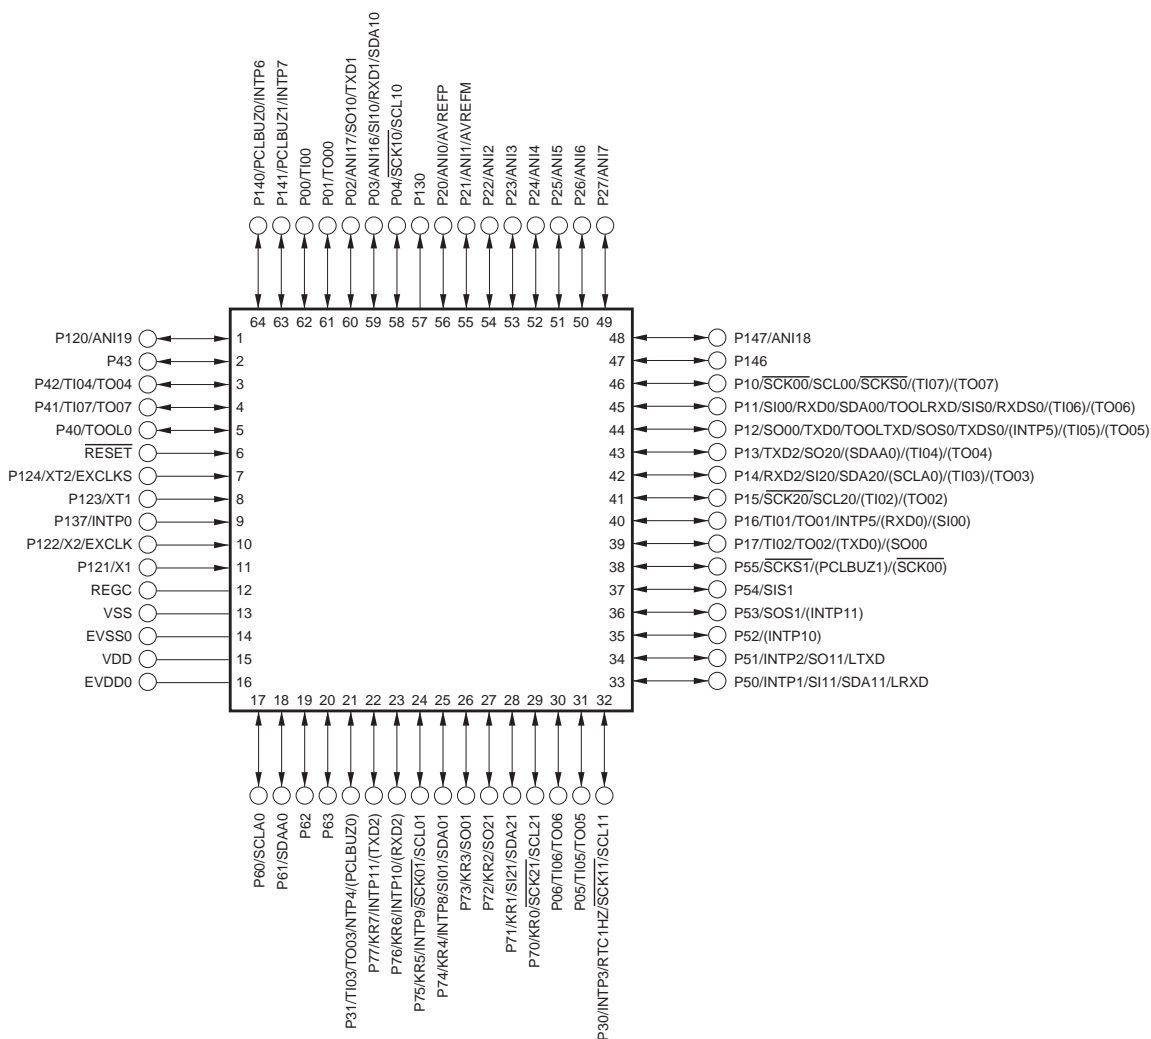 P140/PCLBUZ0/INTP6
P141/PCLBUZ1/INTP7
P00/TI00
P01/TO00
P02/ANI17/SO10/TXD1
P03/ANI16/SI10/RXD1/SDA10
P04/SCK10/SCL10
P130
P20/ANI0/AVREFP
P21/ANI1/AVREFM
P22/ANI2
P23/ANI3
P24/ANI4
P25/ANI5
P26/ANI6
P27/ANI7
64 63 62 61 60 59 58 57 56 55 54 53 52 51 50 49
P120/ANI19 1
P43 2
P42/TI04/TO04 3
P41/TI07/TO07 4
P40/TOOL0 5
RESET 6
P124/XT2/EXCLKS 7
P123/XT1 8
P137/INTP0 9
P122/X2/EXCLK 10
P121/X1 11
REGC 12
VSS 13
EVSS0 14
VDD 15
EVDD0 16
48 P147/ANI18
47 P146
46 P10/SCK00/SCL00/SCKS0/(TI07)/(TO07)
45 P11/SI00/RXD0/SDA00/TOOLRXD/SIS0/RXDS0/(TI06)/(TO06)
44 P12/SO00/TXD0/TOOLTXD/SOS0/TXDS0/(INTP5)/(TI05)/(TO05)
43 P13/TXD2/SO20/(SDAA0)/(TI04)/(TO04)
42 P14/RXD2/SI20/SDA20/(SCLA0)/(TI03)/(TO03)
41 P15/SCK20/SCL20/(TI02)/(TO02)
40 P16/TI01/TO01/INTP5/(RXD0)/(SI00)
39 P17/TI02/TO02/(TXD0)/(SO00
38 P55/SCKS1/(PCLBUZ1)/(SCK00)
37 P54/SIS1
36 P53/SOS1/(INTP11)
35 P52/(INTP10)
34 P51/INTP2/SO11/LTXD
33 P50/INTP1/SI11/SDA11/LRXD
17 18 19 20 21 22 23 24 25 26 27 28 29 30 31 32
P60/SCLA0
P61/SDAA0
P62
P63
P31/TI03/TO03/NTP4/(PCLBUZ0)
P77/KR7/INTP11/(TXD2)
P76/KR6/INTP10/(RXD2)
P75/KR5/INTP9/SCK01/SCL01
P74/KR4/INTP8/SI01/SDA01
P73/KR3/SO01
P72/KR2/SO21
P71/KR1/SI21/SDA21
P70/KR0/SCK21/SCL21
P06/TI06/TO06
P05/TI05/TO05
P30/INTP3/RTC1HZ/SCK11/SCL11